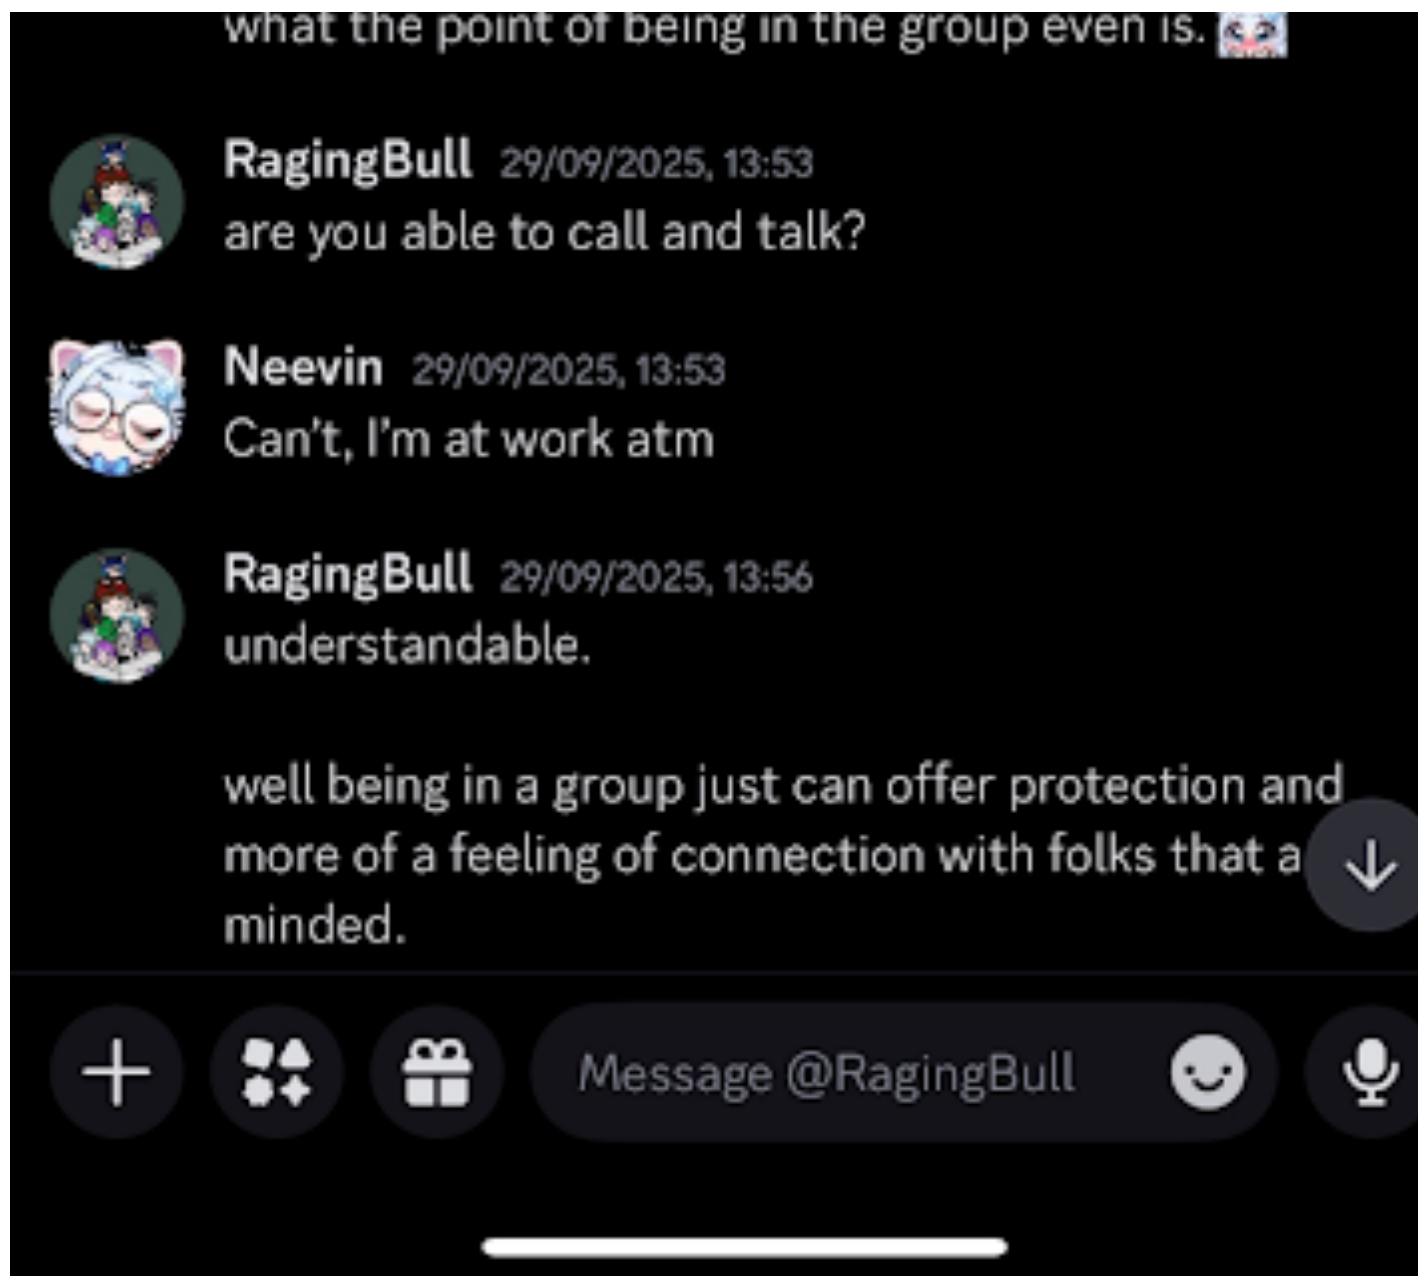 what the point of being in the group even is.
RagingBull 29/09/2025, 13:53
are you able to call and talk?
Neevin 29/09/2025, 13:53
Can't, I'm at work atm
RagingBull 29/09/2025, 13:56
understandable.
well being in a group just can offer protection and
more of a feeling of connection with folks that a
minded.
Message @RagingBull